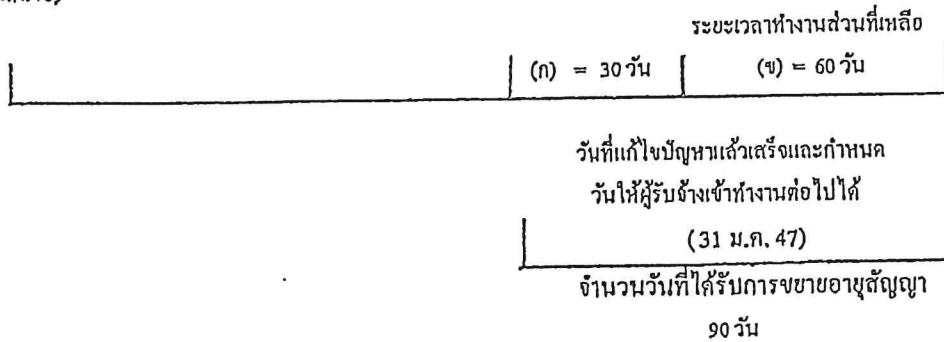 ระยะเวลาทำงานส่วนที่เหลือ
(ก) = 30 วัน (ข) = 60 วัน
วันที่แก้ไขปัญหาแล้วเสร็จและกำหนด
วันให้ผู้รับจ้างเข้าทำงานต่อไปได้
(31 ม.ค. 47)
จำนวนวันที่ได้รับการขยายอายุสัญญา
90 วัน